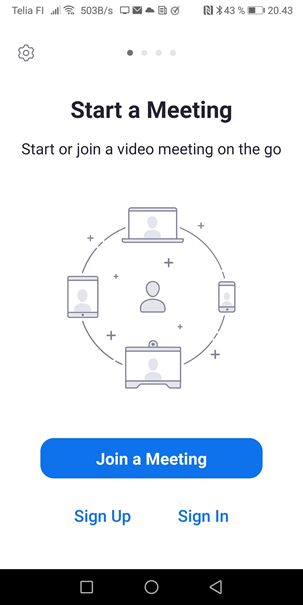 Telia FI 503B/s 43 % 20.43
Start a Meeting
Start or join a video meeting on the go
Join a Meeting
Sign Up Sign In